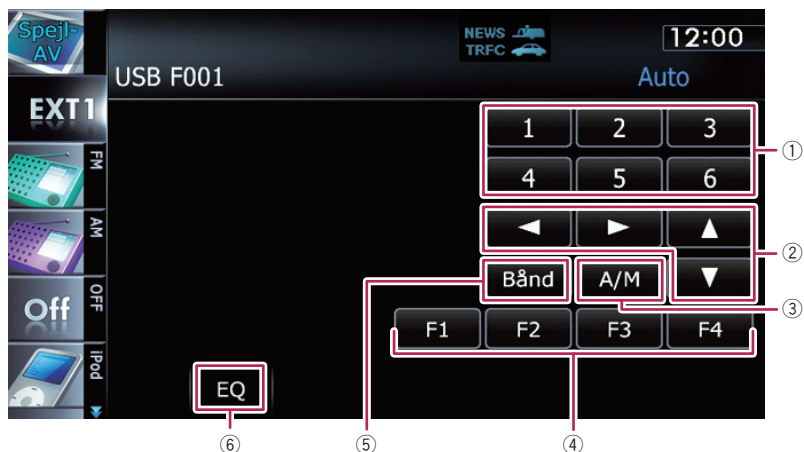 Spejl-
AV
NEWS
TRFC
12:00
USB F001
Auto
EXT1
1 2 3
①
FM
4 5 6
AM
②
Bånd A/M
③
Off OFF
F1 F2 F3 F4
iPod
EQ
⑥ ⑤ ④